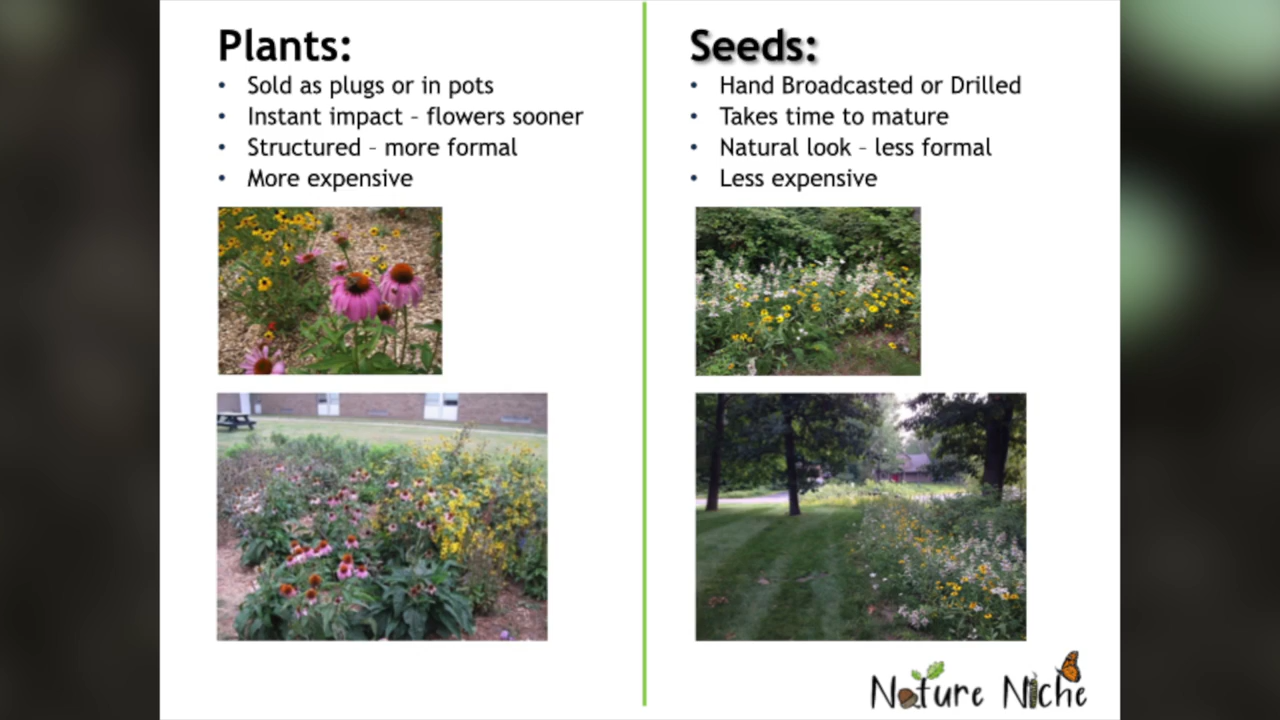 Plants:
• Sold as plugs or in pots
• Instant impact – flowers sooner
• Structured – more formal
• More expensive
Seeds:
• Hand Broadcasted or Drilled
• Takes time to mature
• Natural look – less formal
• Less expensive
Nature Niche